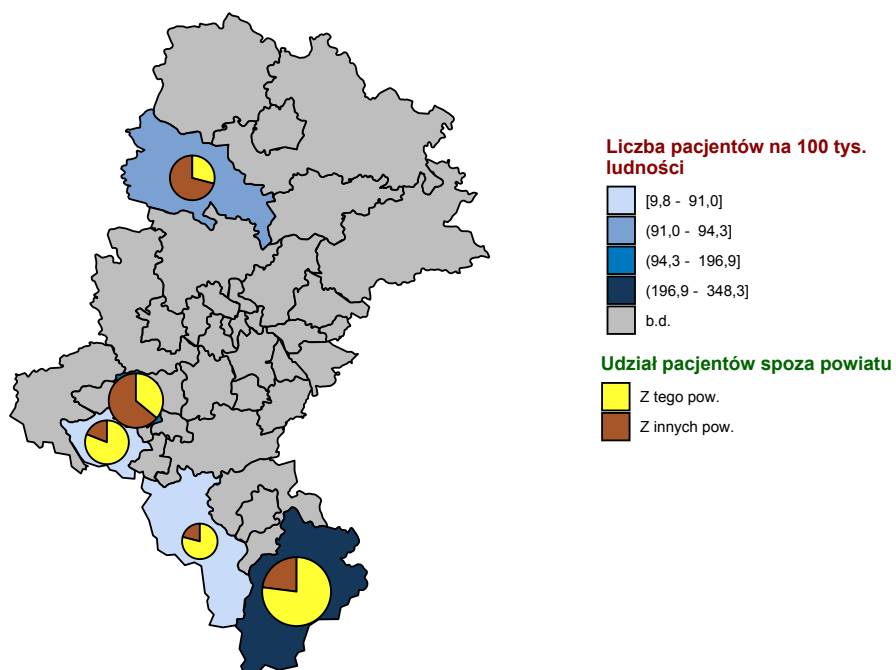 Liczba pacjentów na 100 tys.
ludności
[9,8 - 91,0]
(91,0 - 94,3]
(94,3 - 196,9]
(196,9 - 348,3]
b.d.
Udział pacjentów spoza powiatu
Z tego pow.
Z innych pow.